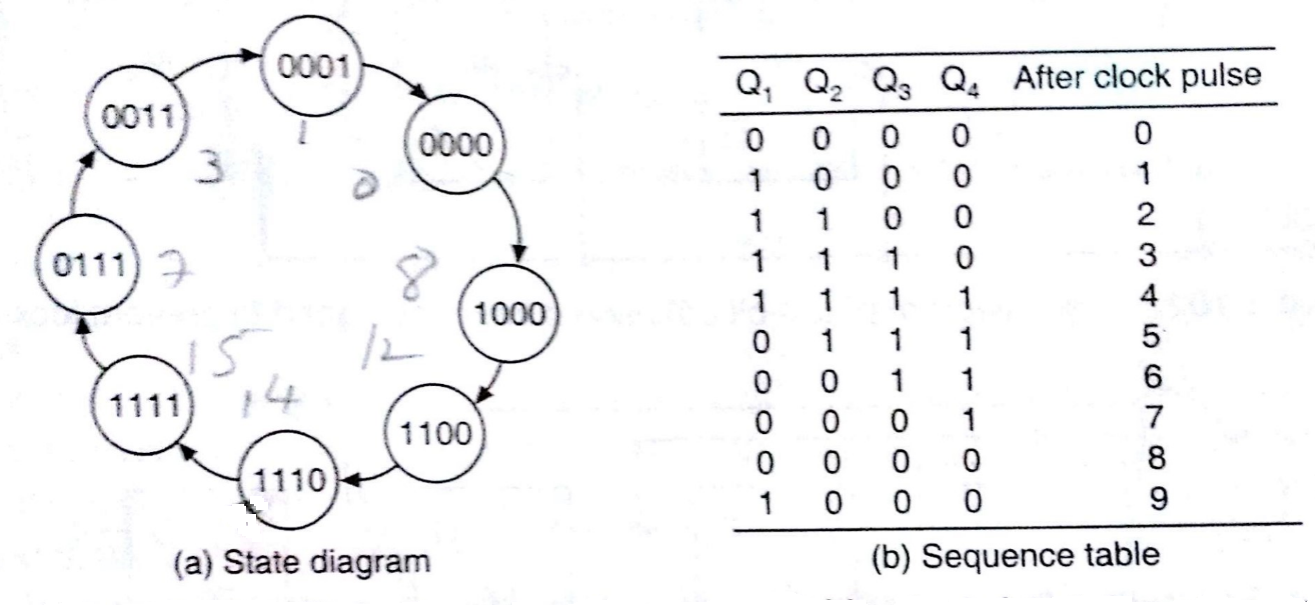 0001
0011
0000
1
3
0
0111
7
8
1000
15
12
1111
14
1100
1110
(a) State diagram
Q₁ Q₂ Q₃ Q₄ After clock pulse
0 0 0 0 0
1 0 0 0 1
1 1 0 0 2
1 1 1 0 3
1 1 1 1 4
0 1 1 1 5
0 0 1 1 6
0 0 0 1 7
0 0 0 0 8
1 0 0 0 9
(b) Sequence table